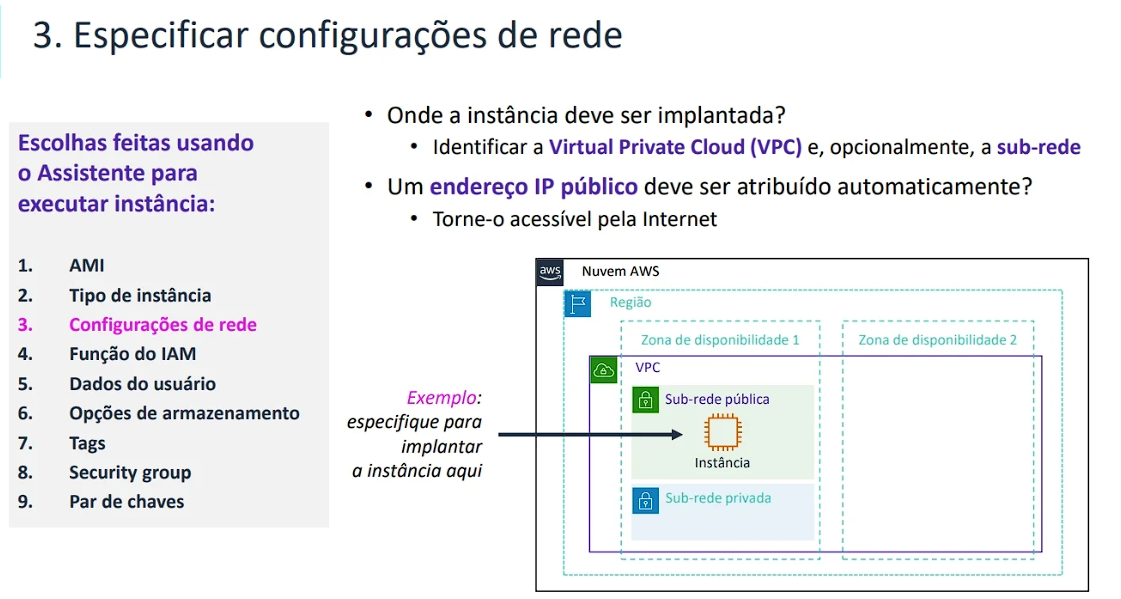 3. Especificar configurações de rede
Escolhas feitas usando
o Assistente para
executar instância:
1. AMI
2. Tipo de instância
3. Configurações de rede
4. Função do IAM
5. Dados do usuário
6. Opções de armazenamento
7. Tags
8. Security group
9. Par de chaves
• Onde a instância deve ser implantada?
• Identificar a Virtual Private Cloud (VPC) e, opcionalmente, a sub-rede
• Um endereço IP público deve ser atribuído automaticamente?
• Torne-o acessível pela Internet
Exemplo:
especifique para
implantar
a instância aqui
aws Nuvem AWS
Região
Zona de disponibilidade 1
Zona de disponibilidade 2
VPC
Sub-rede pública
Instância
Sub-rede privada